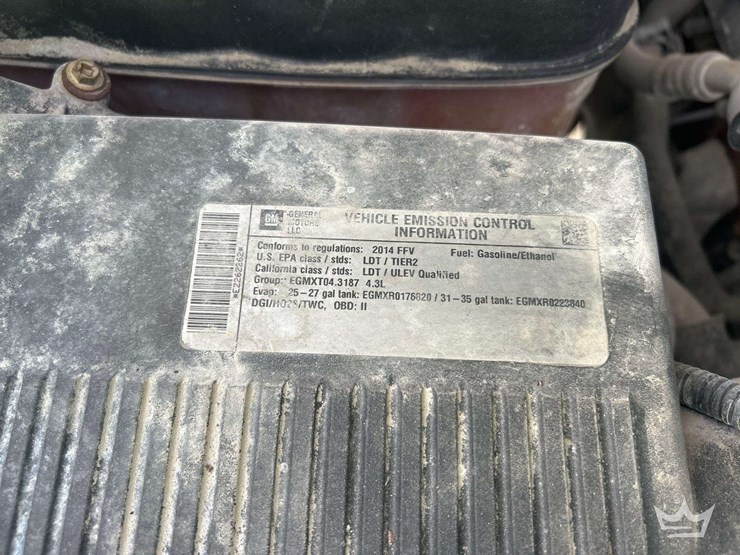 GM
GENERAL
MOTORS
LLC
VEHICLE EMISSION CONTROL
INFORMATION
Conforms to regulations: 2014 FFV Fuel: Gasoline/Ethanol
U.S. EPA class / stds: LDT / TIER2
California class / stds: LDT / ULEV Qualified
Group: EGMXT04.3187 4.3L
Evap: 25-27 gal tank: EGMXR0176820 / 31-35 gal tank: EGMXR0223840
DGI/HO2S/TWC, OBD: II